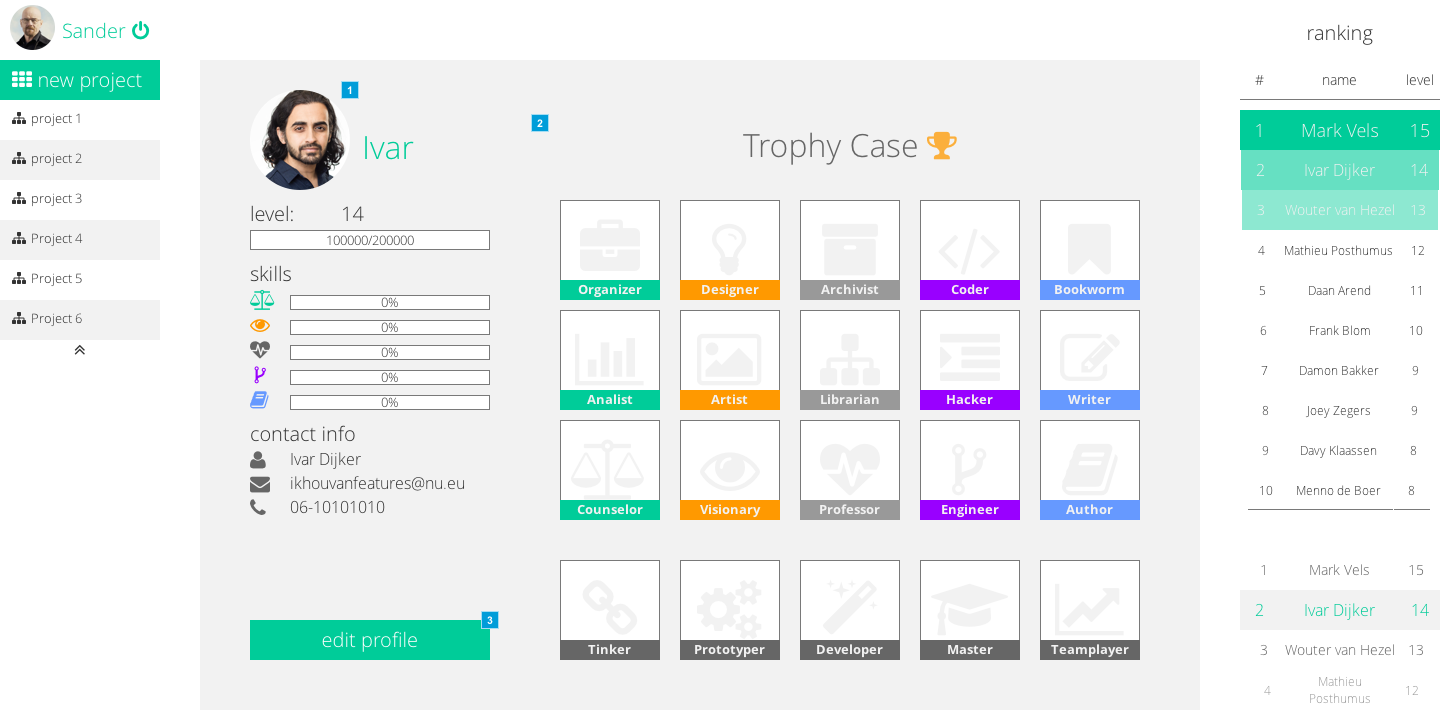 Sander
new project
project 1
project 2
project 3
Project 4
Project 5
Project 6
1
Ivar
level: 14
100000/200000
skills
0%
0%
0%
0%
0%
contact info
Ivar Dijker
ikhouvanfeatures@nu.eu
06-10101010
3
edit profile
2
Trophy Case
Organizer Designer Archivist Coder Bookworm
Analist Artist Librarian Hacker Writer
Counselor Visionary Professor Engineer Author
Tinker Prototyper Developer Master Teamplayer
ranking
# name level
1 Mark Vels 15
2 Ivar Dijker 14
3 Wouter van Hezel 13
4 Mathieu Posthumus 12
5 Daan Arend 11
6 Frank Blom 10
7 Damon Bakker 9
8 Joey Zegers 9
9 Davy Klaassen 8
10 Menno de Boer 8
1 Mark Vels 15
2 Ivar Dijker 14
3 Wouter van Hezel 13
4 Mathieu 12
Posthumus